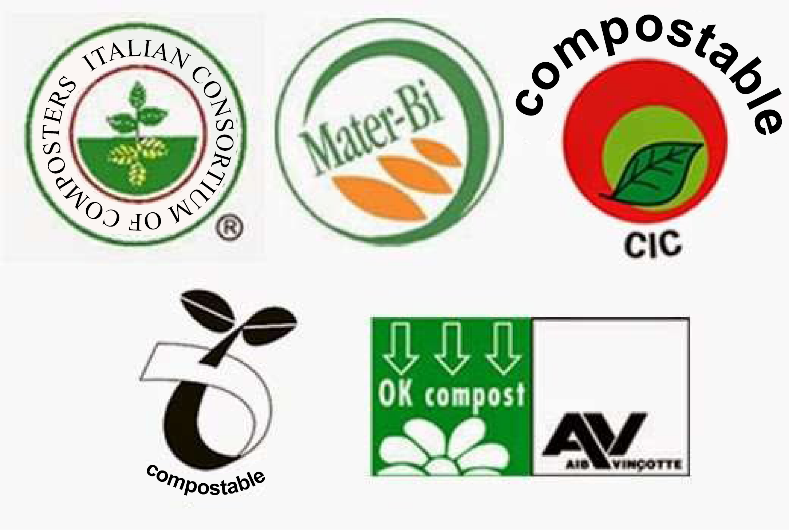 ITALIAN CONSORTIUM OF COMPOSTERS
®
Mater-Bi
compostable
CIC
compostable
OK compost
AV
AIB VINÇOTTE